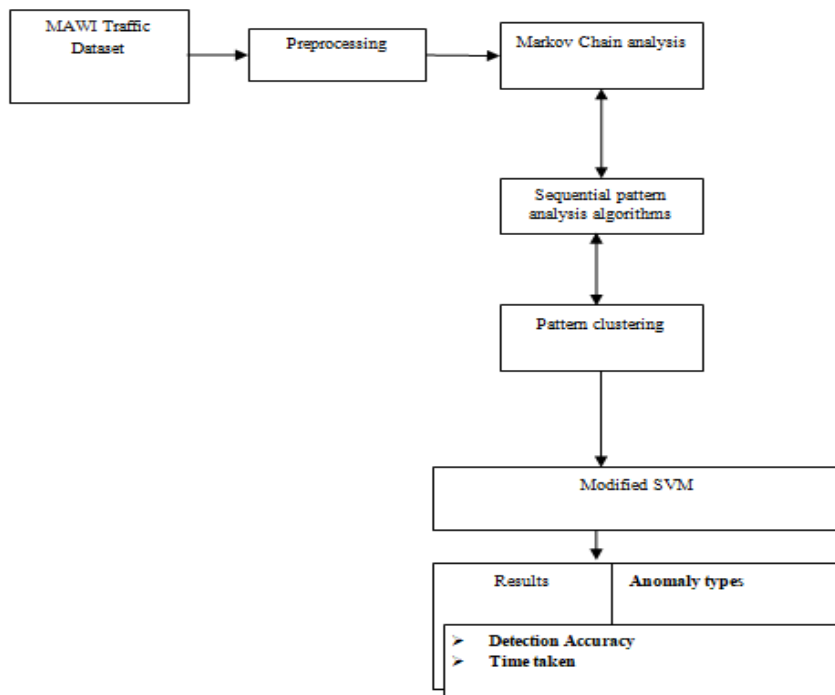 MAWI Traffic
Dataset
Preprocessing
Markov Chain analysis
Sequential pattern
analysis algorithms
Pattern clustering
Modified SVM
Results
Anomaly types
➢ Detection Accuracy
➢ Time taken